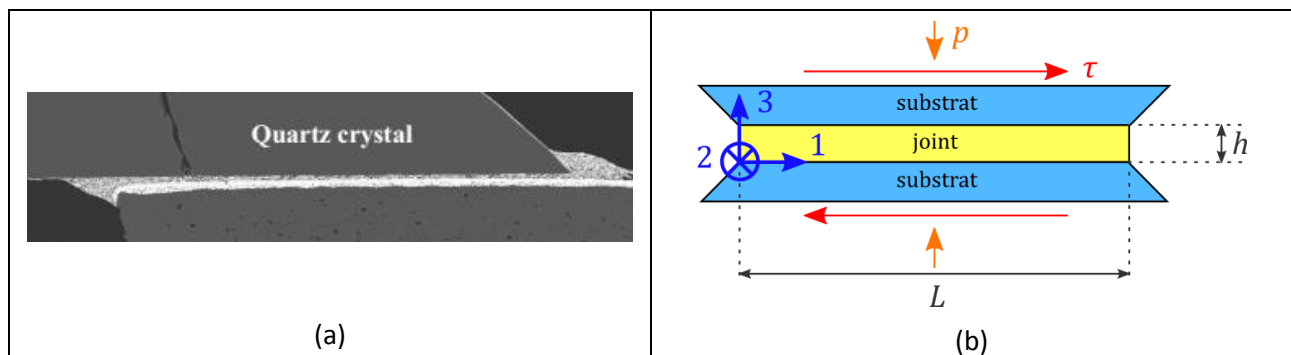 Quartz crystal
(a)
p
τ
substrat
3
joint
h
2
1
substrat
L
(b)